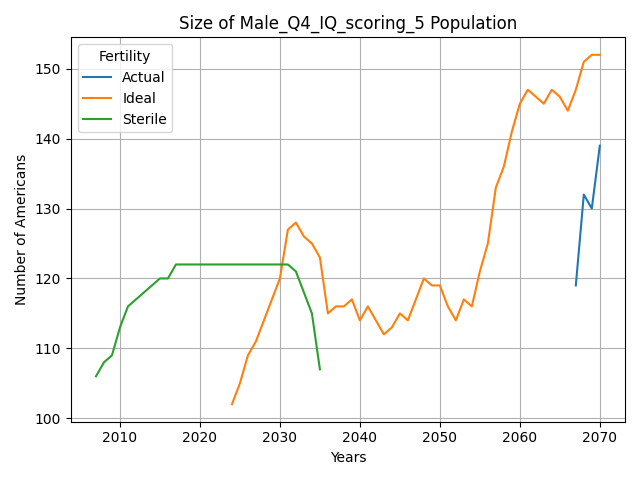 Size of Male_Q4_IQ_scoring_5 Population
Fertility
Actual
Ideal
Sterile
Number of Americans
150
140
130
120
110
100
2010 2020 2030 2040 2050 2060 2070
Years